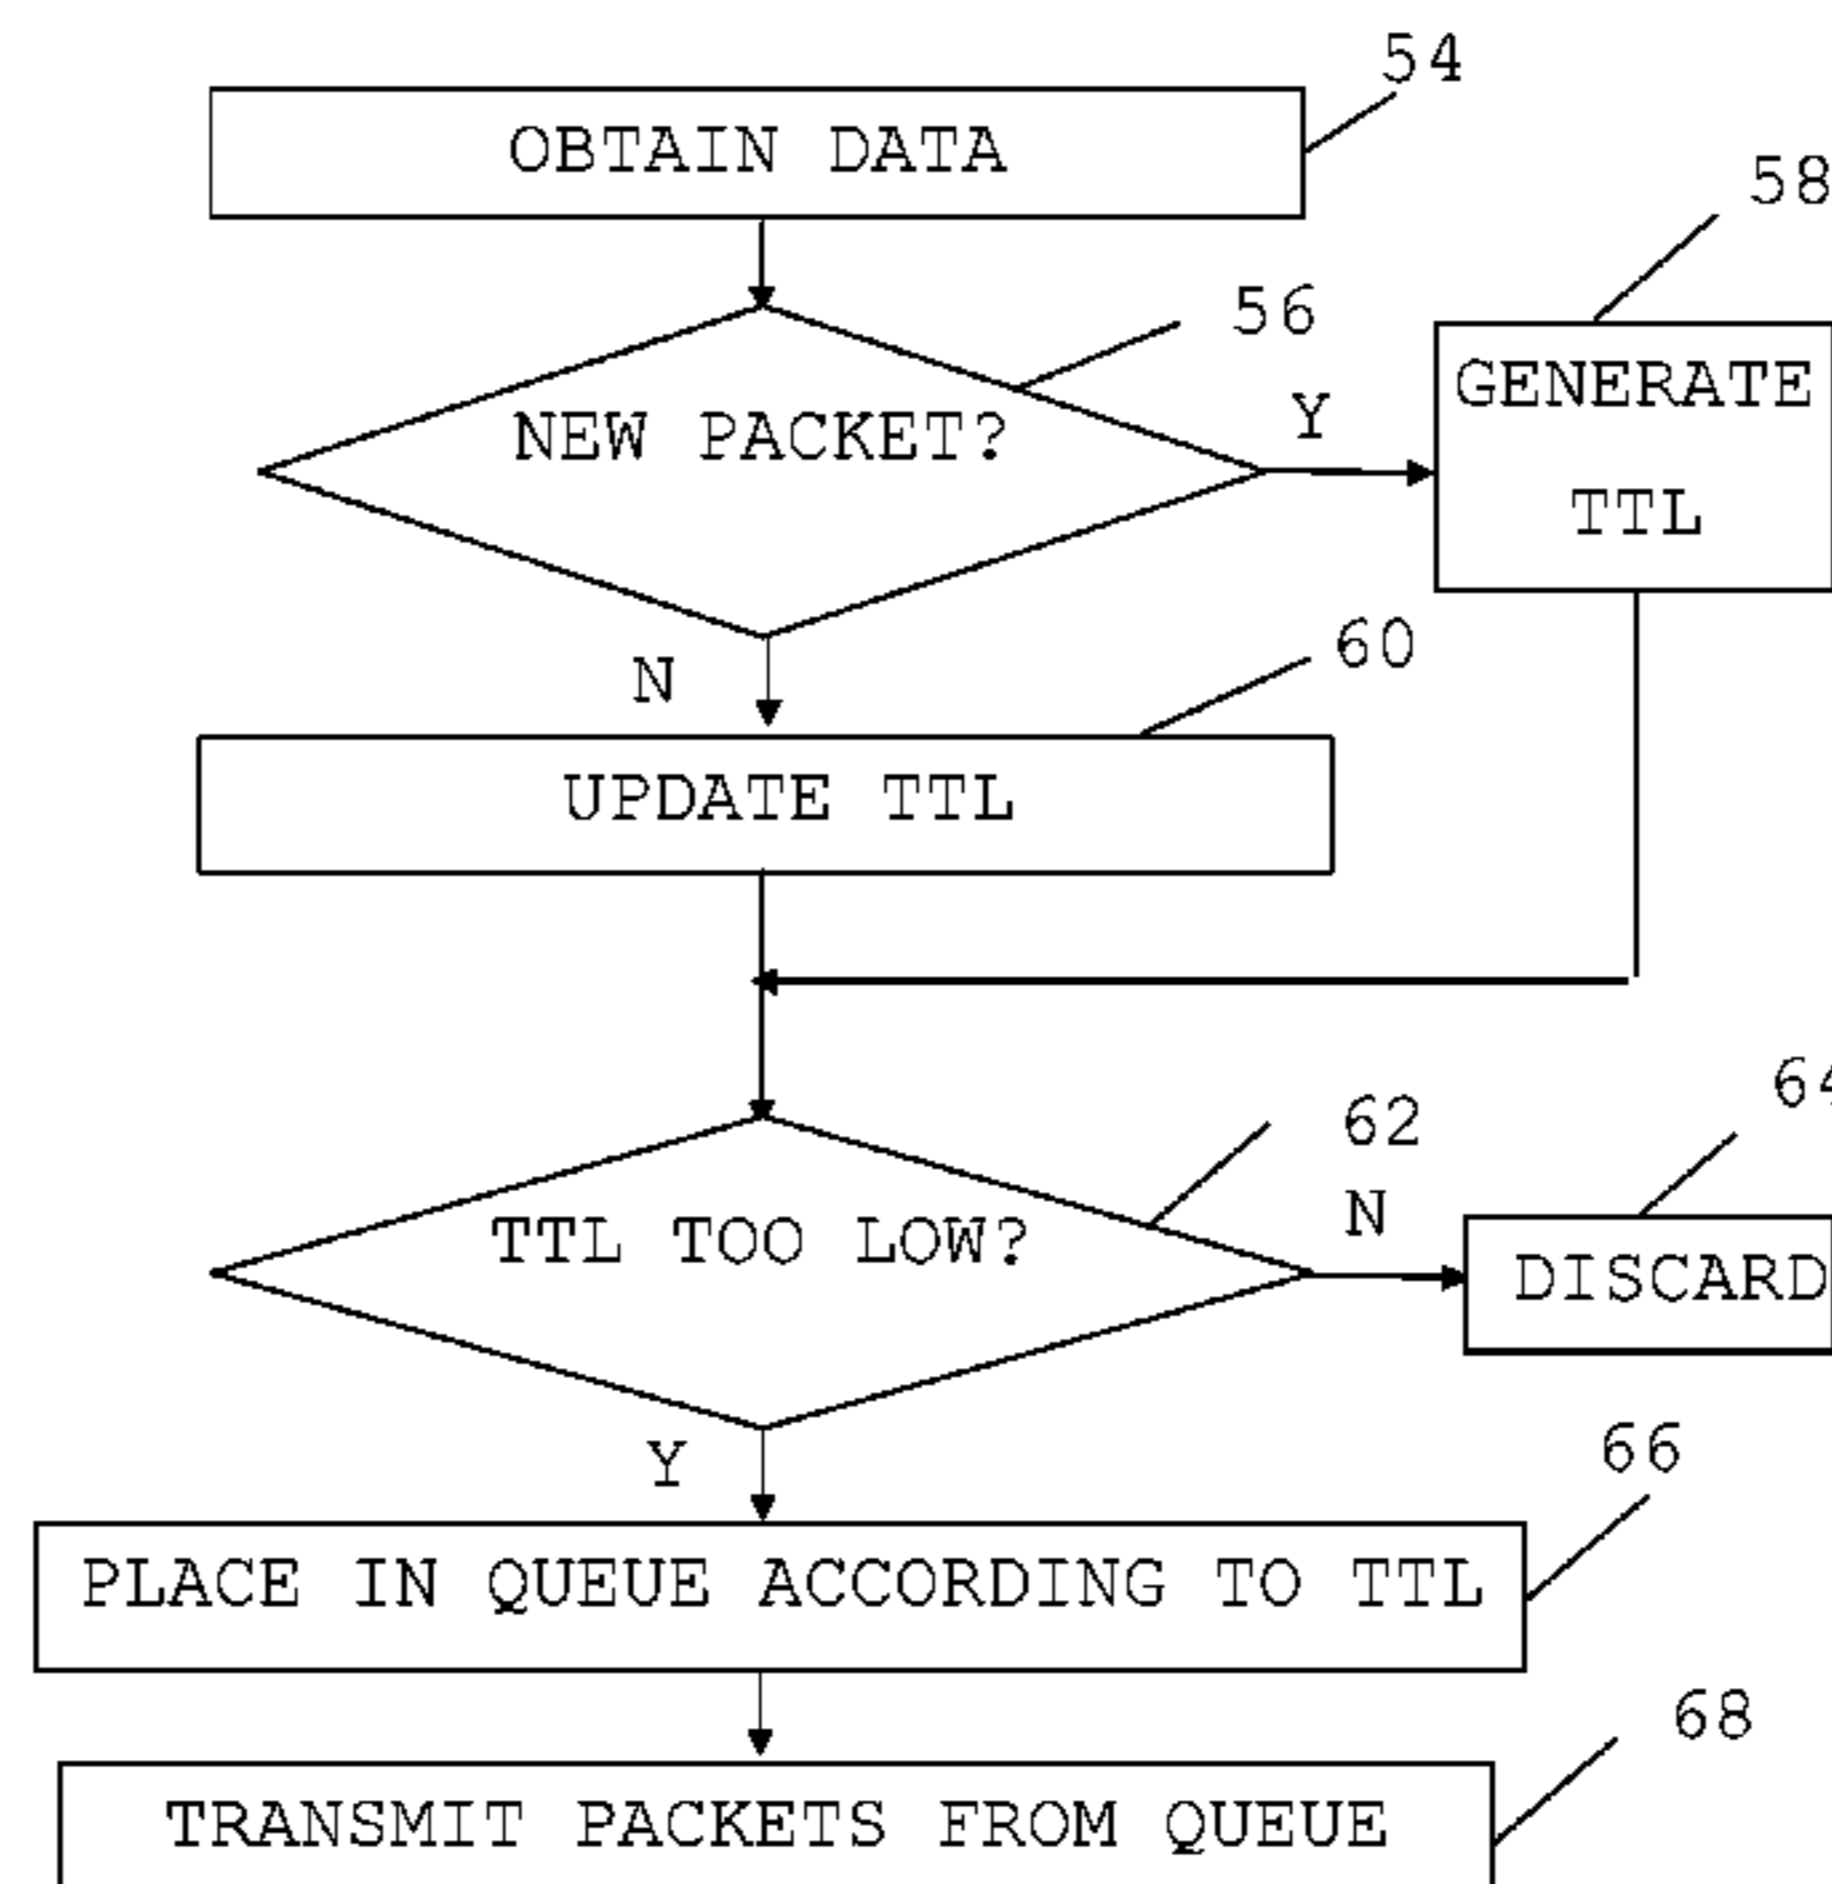 54
OBTAIN DATA
58
56
NEW PACKET?
Y
GENERATE
TTL
N
60
UPDATE TTL
62
64
TTL TOO LOW?
N
DISCARD
Y
66
PLACE IN QUEUE ACCORDING TO TTL
68
TRANSMIT PACKETS FROM QUEUE